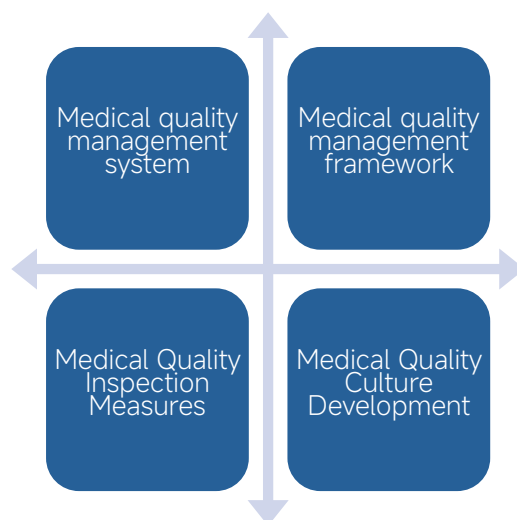 Medical quality
management
system
Medical quality
management
framework
Medical Quality
Inspection
Measures
Medical Quality
Culture
Development